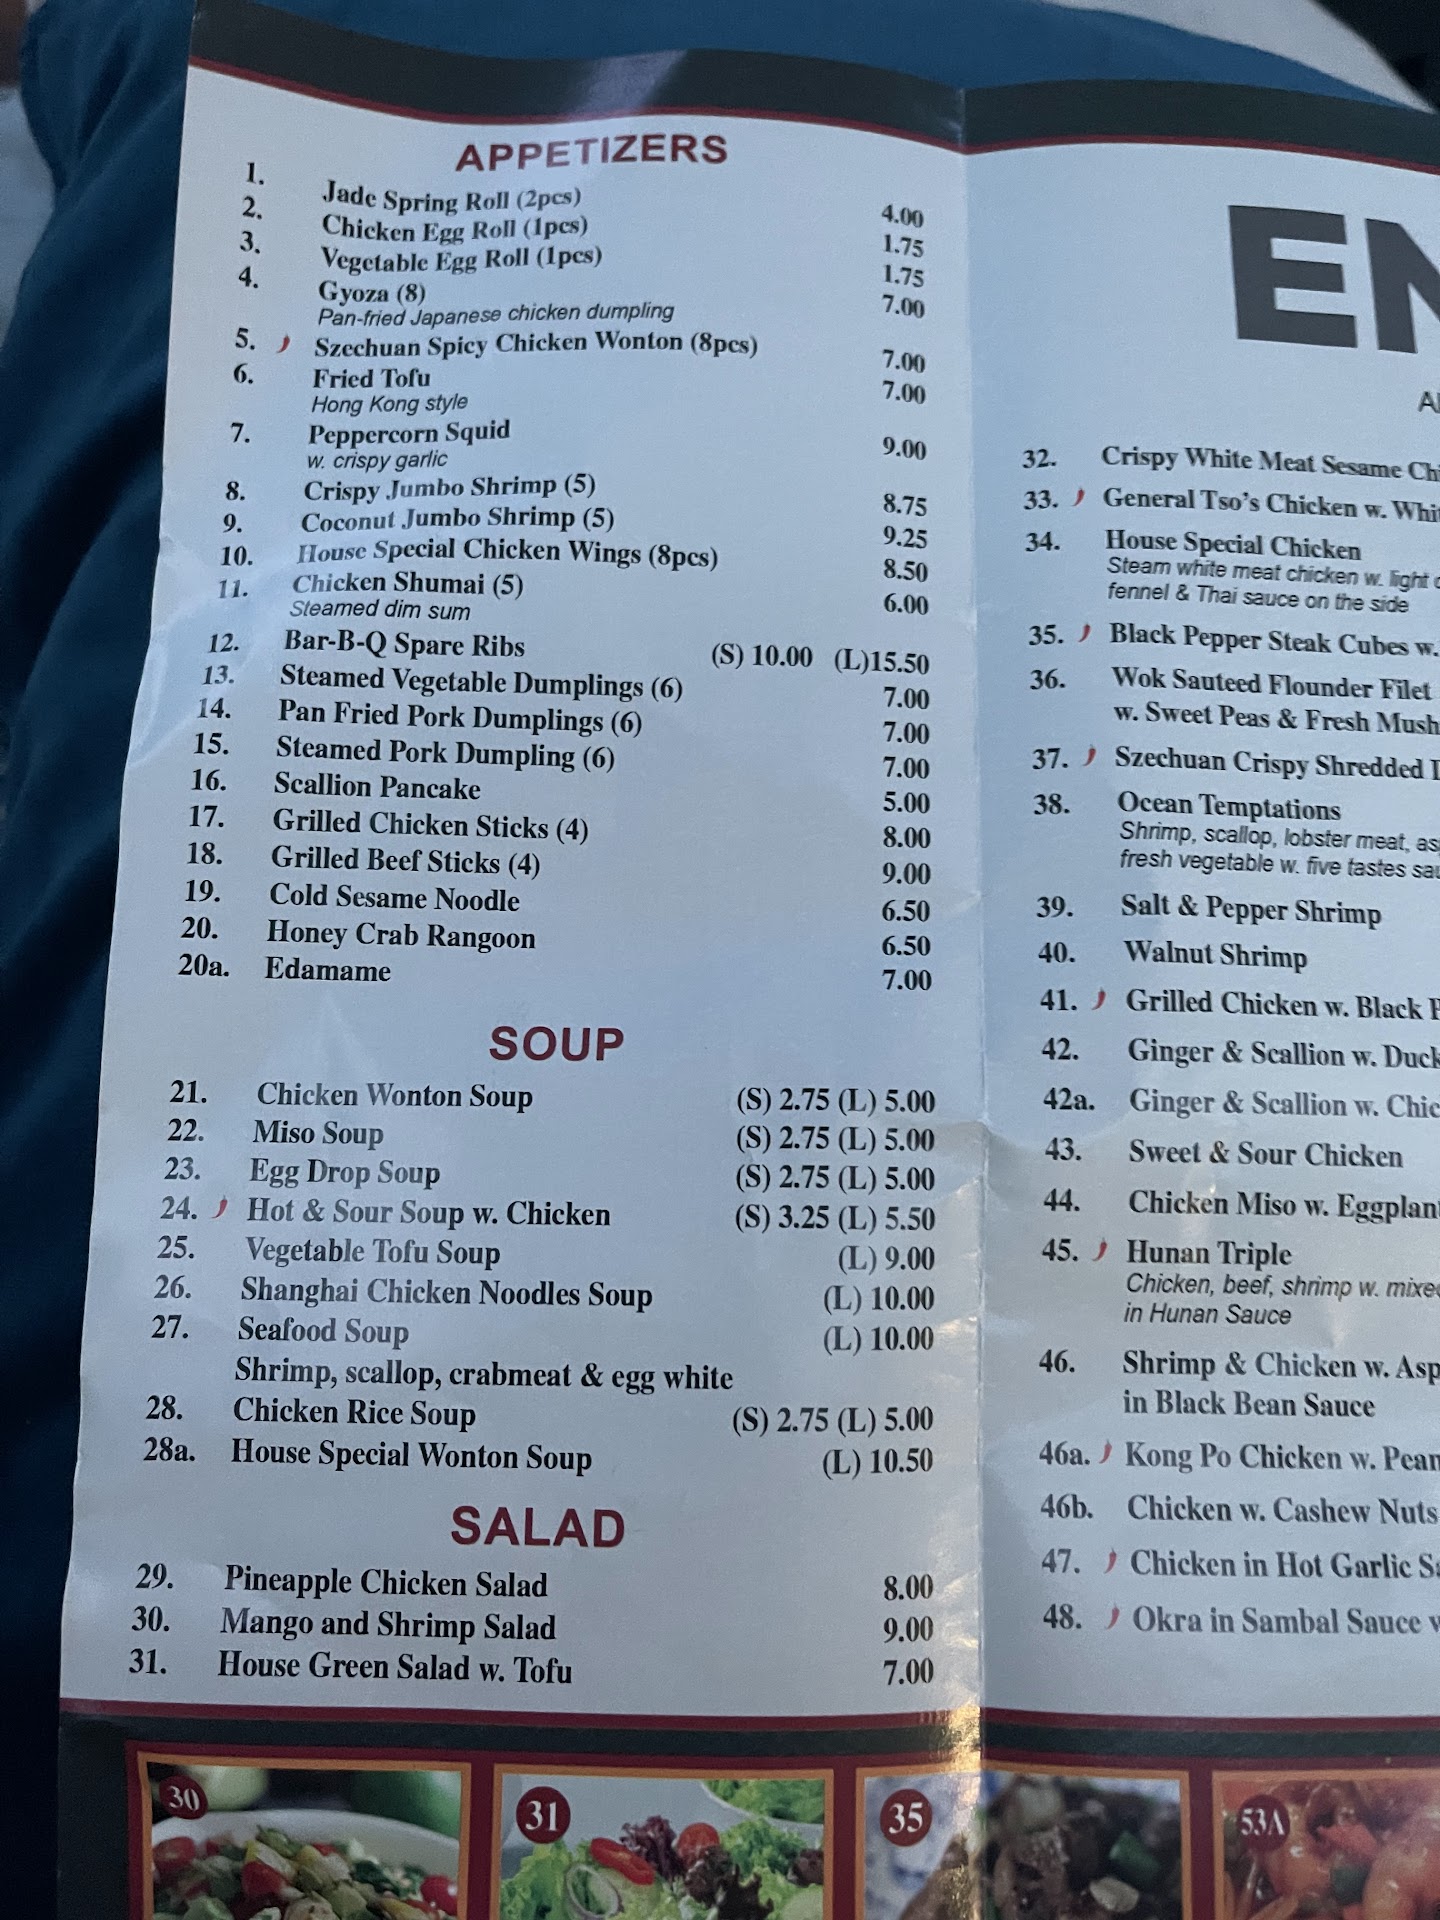 APPETIZERS
1. Jade Spring Roll (2pcs) 4.00
2. Chicken Egg Roll (1pcs) 1.75
3. Vegetable Egg Roll (1pcs) 1.75
4. Gyoza (8) 7.00
Pan-fried Japanese chicken dumpling
5. Szechuan Spicy Chicken Wonton (8pcs) 7.00
6. Fried Tofu 7.00
Hong Kong style
7. Peppercorn Squid 9.00
w. crispy garlic
8. Crispy Jumbo Shrimp (5) 8.75
9. Coconut Jumbo Shrimp (5) 9.25
10. House Special Chicken Wings (8pcs) 8.50
11. Chicken Shumai (5) 6.00
Steamed dim sum
12. Bar-B-Q Spare Ribs (S) 10.00 (L)15.50
13. Steamed Vegetable Dumplings (6) 7.00
14. Pan Fried Pork Dumplings (6) 7.00
15. Steamed Pork Dumpling (6) 7.00
16. Scallion Pancake 5.00
17. Grilled Chicken Sticks (4) 8.00
18. Grilled Beef Sticks (4) 9.00
19. Cold Sesame Noodle 6.50
20. Honey Crab Rangoon 6.50
20a. Edamame 7.00
SOUP
21. Chicken Wonton Soup (S) 2.75 (L) 5.00
22. Miso Soup (S) 2.75 (L) 5.00
23. Egg Drop Soup (S) 2.75 (L) 5.00
24. Hot & Sour Soup w. Chicken (S) 3.25 (L) 5.50
25. Vegetable Tofu Soup (L) 9.00
26. Shanghai Chicken Noodles Soup (L) 10.00
27. Seafood Soup (L) 10.00
Shrimp, scallop, crabmeat & egg white
28. Chicken Rice Soup (S) 2.75 (L) 5.00
28a. House Special Wonton Soup (L) 10.50
SALAD
29. Pineapple Chicken Salad 8.00
30. Mango and Shrimp Salad 9.00
31. House Green Salad w. Tofu 7.00
EN
32. Crispy White Meat Sesame
33. General Tso's Chicken w.
34. House Special Chicken
Steam white meat chicken w. light
fennel & Thai sauce on the side
35. Black Pepper Steak Cubes w.
36. Wok Sauteed Flounder Filet
w. Sweet Peas & Fresh
37. Szechuan Crispy Shredded
38. Ocean Temptations
Shrimp, scallop, lobster meat,
fresh vegetable w. five tastes
39. Salt & Pepper Shrimp
40. Walnut Shrimp
41. Grilled Chicken w. Black
42. Ginger & Scallion w. Duck
42a. Ginger & Scallion w.
43. Sweet & Sour Chicken
44. Chicken Miso w. Eggplant
45. Hunan Triple
Chicken, beef, shrimp w. mixed
in Hunan Sauce
46. Shrimp & Chicken w.
in Black Bean Sauce
46a. Kong Po Chicken w.
46b. Chicken w. Cashew Nuts
47. Chicken in Hot Garlic
48. Okra in Sambal Sauce
30 31 35 53A